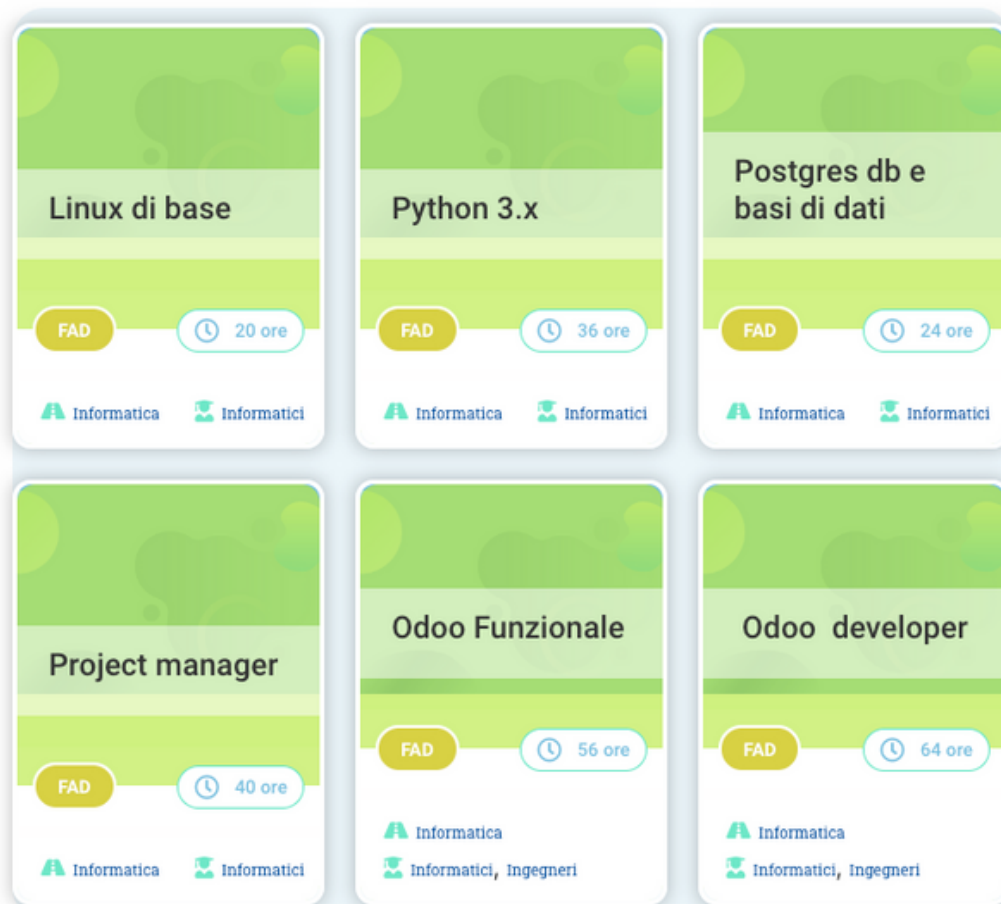 Linux di base
FAD
20 ore
Informatica
Informatici
Python 3.x
FAD
36 ore
Informatica
Informatici
Postgres db e
basi di dati
FAD
24 ore
Informatica
Informatici
Project manager
FAD
40 ore
Informatica
Informatici
Odoo Funzionale
FAD
56 ore
Informatica
Informatici, Ingegneri
Odoo developer
FAD
64 ore
Informatica
Informatici, Ingegneri